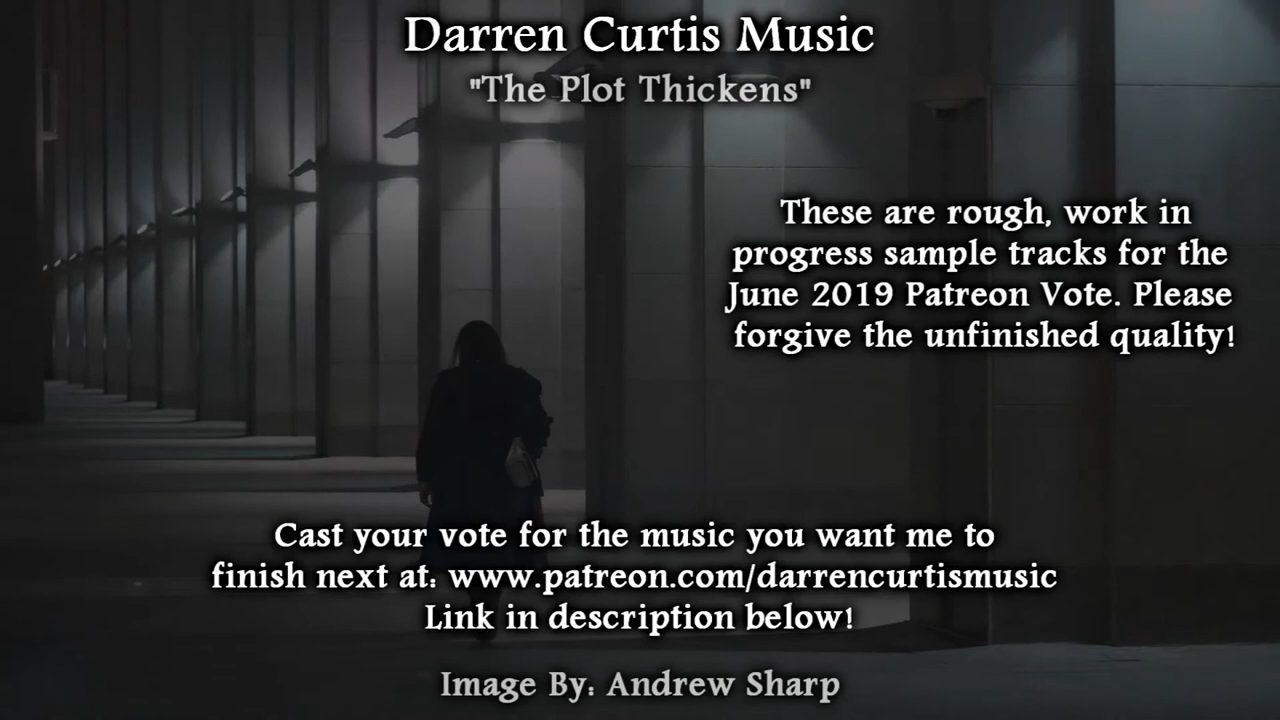 Darren Curtis Music
"The Plot Thickens"
These are rough, work in
progress sample tracks for the
June 2019 Patreon Vote. Please
forgive the unfinished quality!
Cast your vote for the music you want me to
finish next at: www.patreon.com/darrencurtismusic
Link in description below!
Image By: Andrew Sharp